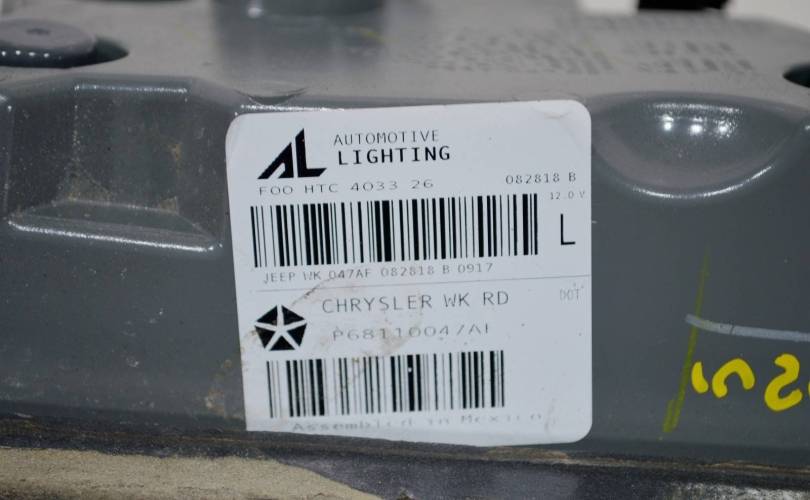 AL AUTOMOTIVE
LIGHTING
F00 HTC 4033 26 082818 B
12.0 V
L
JEEP WK 047AF 082818 B 0917
CHRYSLER WK RD DOT
P68110047AF
Assembled in Mexico